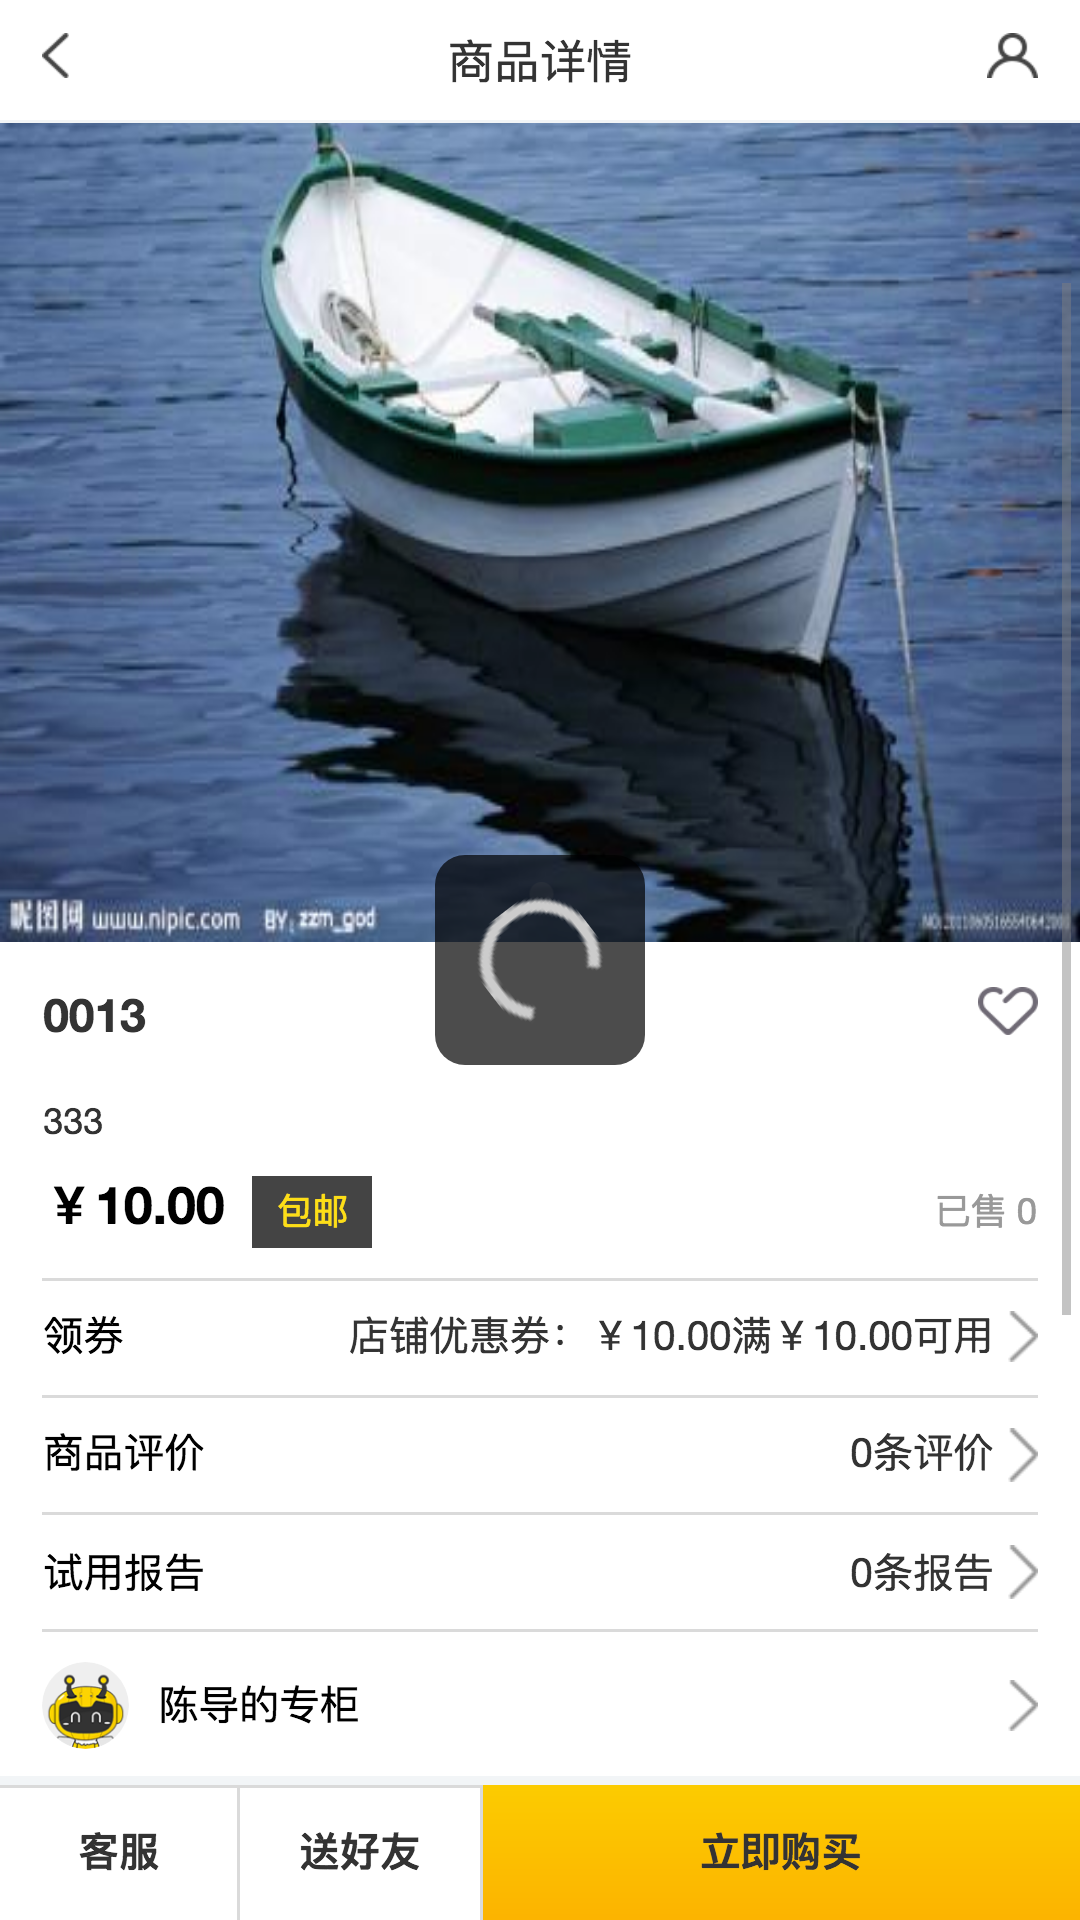 商品详情
昵图网 www.nipic.com BY: zzm_god
0013
333
¥10.00 包邮 已售 0
领券 店铺优惠券：¥10.00满¥10.00可用
商品评价 0条评价
试用报告 0条报告
陈导的专柜
客服 送好友 立即购买